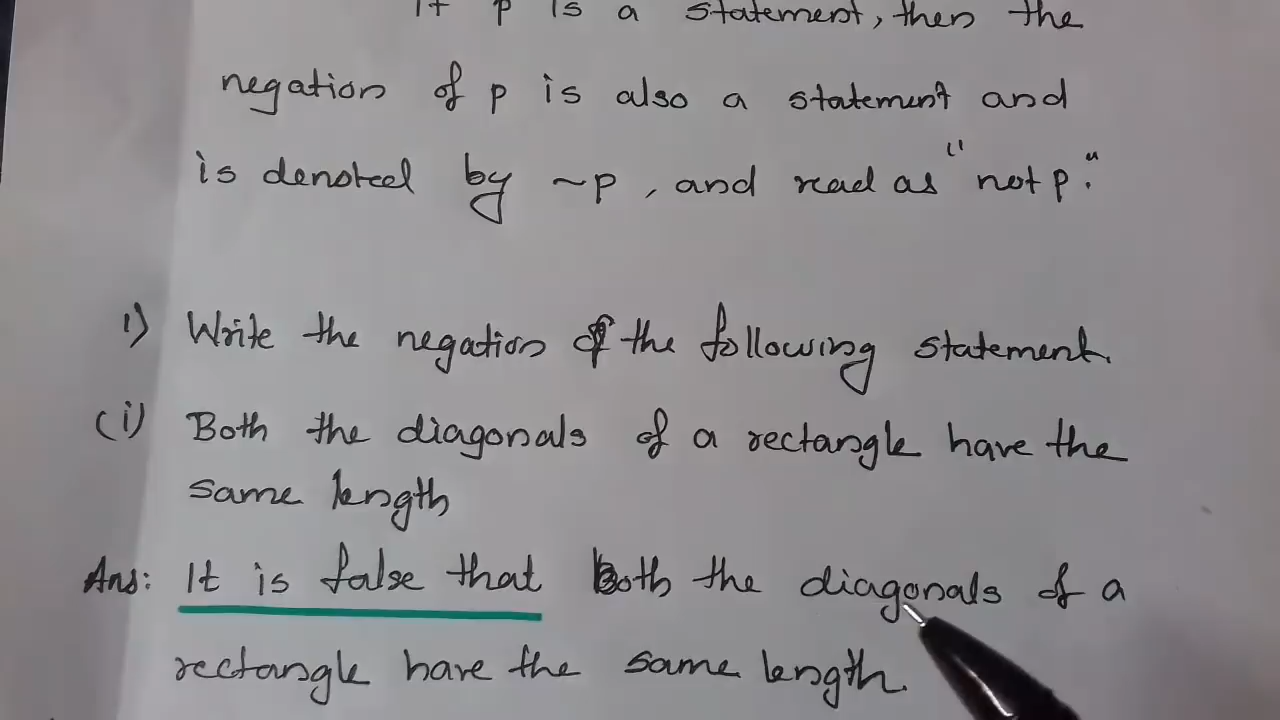 If p is a statement, then the
negation of p is also a statement and
is denoted by ~p, and read as "not p".
1) Write the negation of the following statement.
(i) Both the diagonals of a rectangle have the
same length
Ans: It is false that both the diagonals of a
rectangle have the same length.